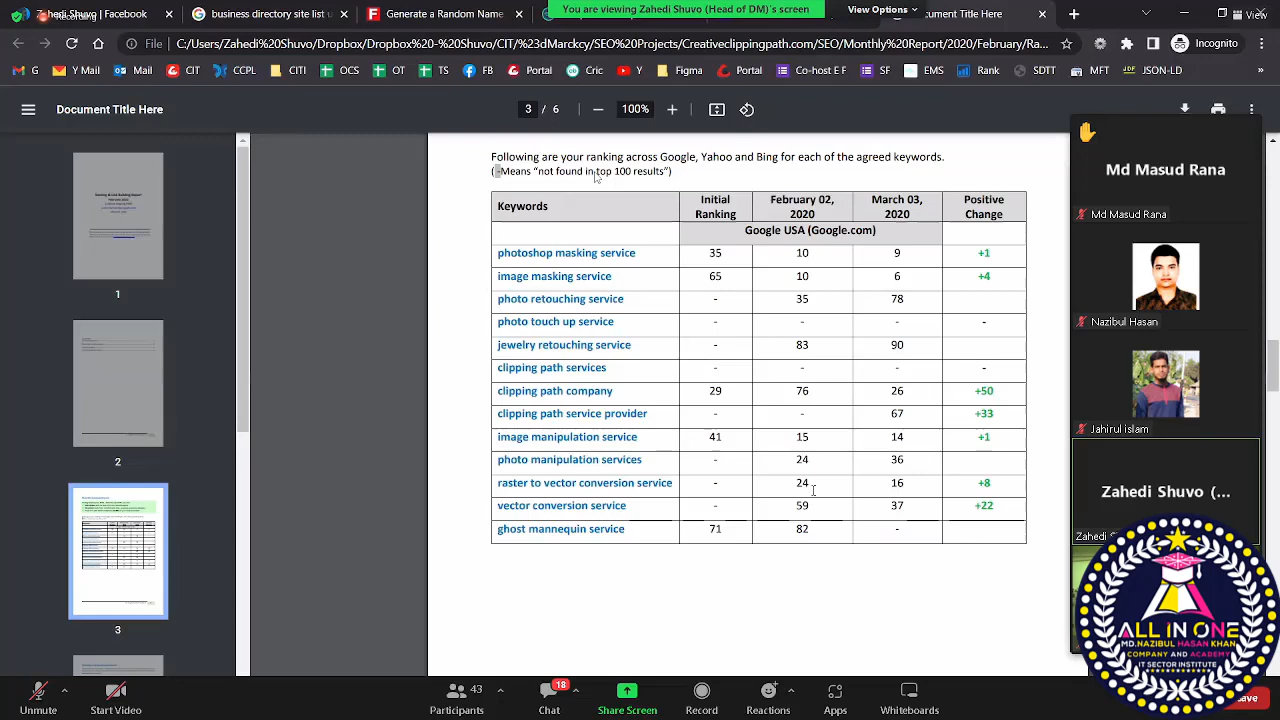 Zahedi Shuvo | Facebook
business directory site list u
Generate a Random Name
You are viewing Zahedi Shuvo (Head of DM)'s screen
View Options
cument Title Here
View
File
C:/Users/Zahedi%20Shuvo/Dropbox/Dropbox%20-%20Shuvo/CIT/Marketing/SEO%20Projects/Creativeclippingpath.com/SEO/Monthly%20Report/2020/February/Ra...
Incognito
G
Y Mail
Outlook
CIT
CCPL
CITI
OCS
OT
TS
FB
Portal
Cric
Y
Figma
Portal
Co-host E F
SF
EMS
Rank
SDTT
MFT
JSON-LD
Document Title Here
3 / 6
100%
Following are your ranking across Google, Yahoo and Bing for each of the agreed keywords.
( -Means "not found in top 100 results")
Keywords Initial Ranking February 02, 2020 March 03, 2020 Positive Change
Google USA (Google.com)
photoshop masking service 35 10 9 +1
image masking service 65 10 6 +4
photo retouching service - 35 78
photo touch up service - - - -
jewelry retouching service - 83 90
clipping path services - - - -
clipping path company 29 76 26 +50
clipping path service provider - - 67 +33
image manipulation service 41 15 14 +1
photo manipulation services - 24 36
raster to vector conversion service - 24 16 +8
vector conversion service - 59 37 +22
ghost mannequin service 71 82 -
1
2
3
Md Masud Rana
Md Masud Rana
Nazibul Hasan
Jahirul islam
Zahedi Shuvo (...
ALL IN ONE
MD.NAZIBUL HASAN KHAN
COMPANY AND ACADEMY
IT SECTOR INSTITUTE
Unmute
Start Video
43
Participants
18
Chat
Share Screen
Record
Reactions
Apps
Whiteboards